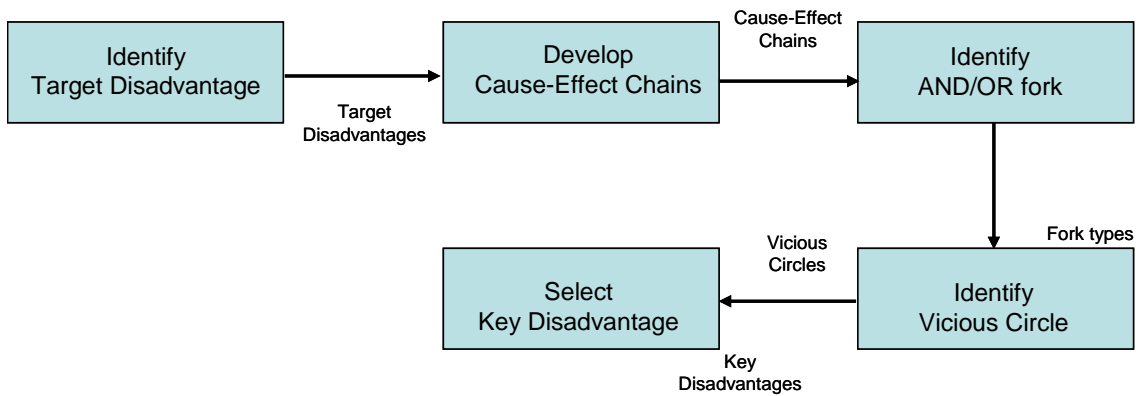 Identify
Target Disadvantage
Target
Disadvantages
Develop
Cause-Effect Chains
Cause-Effect
Chains
Identify
AND/OR fork
Fork types
Identify
Vicious Circle
Vicious
Circles
Select
Key Disadvantage
Key
Disadvantages